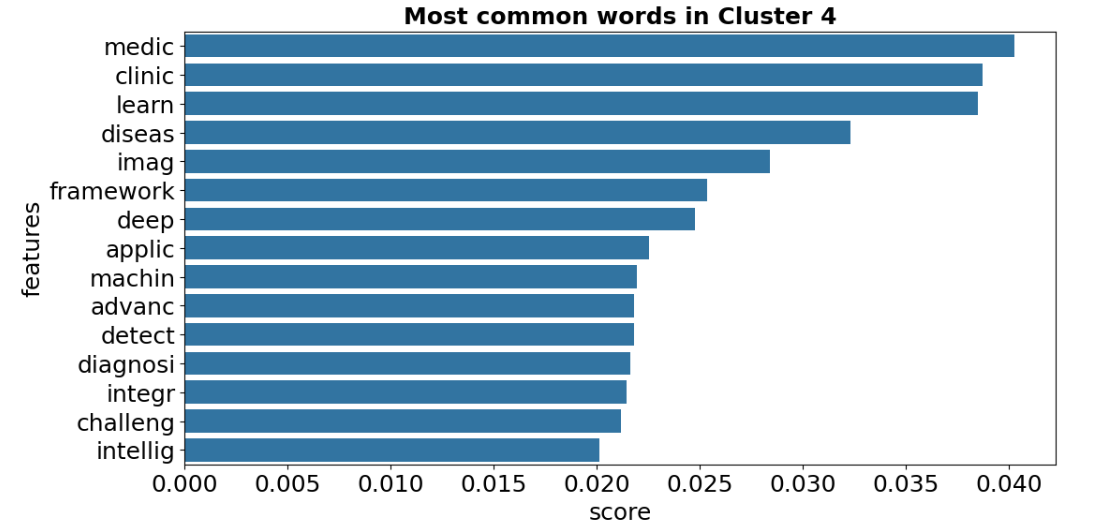 Most common words in Cluster 4
medic
clinic
learn
diseas
imag
framework
deep
applic
machin
advanc
detect
diagnosi
integr
challeng
intellig
features
0.000 0.005 0.010 0.015 0.020 0.025 0.030 0.035 0.040
score